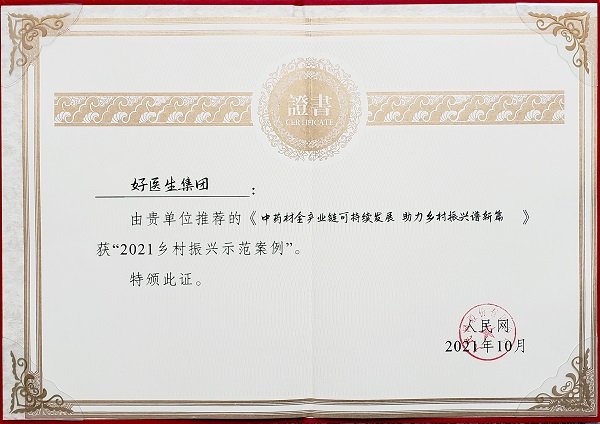 證書
CERTIFICATE
好医生集团：
由贵单位推荐的《中药材全产业链可持续发展 助力乡村振兴谱新篇》
获“2021乡村振兴示范案例”。
特颁此证。
人民网
2021年10月